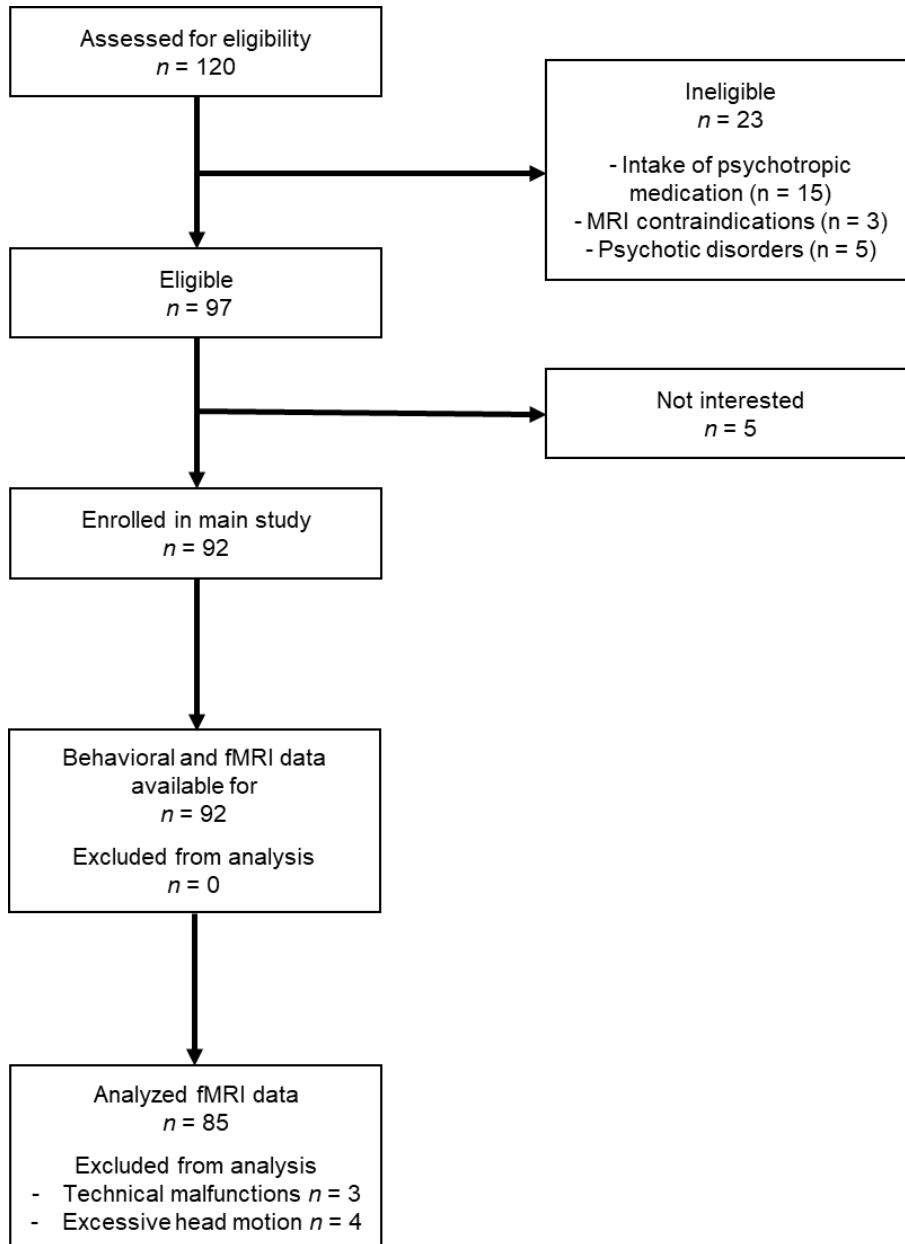 Assessed for eligibility
n = 120
Ineligible
n = 23
- Intake of psychotropic
medication (n = 15)
- MRI contraindications (n = 3)
- Psychotic disorders (n = 5)
Eligible
n = 97
Not interested
n = 5
Enrolled in main study
n = 92
Behavioral and fMRI data
available for
n = 92
Excluded from analysis
n = 0
Analyzed fMRI data
n = 85
Excluded from analysis
- Technical malfunctions n = 3
- Excessive head motion n = 4